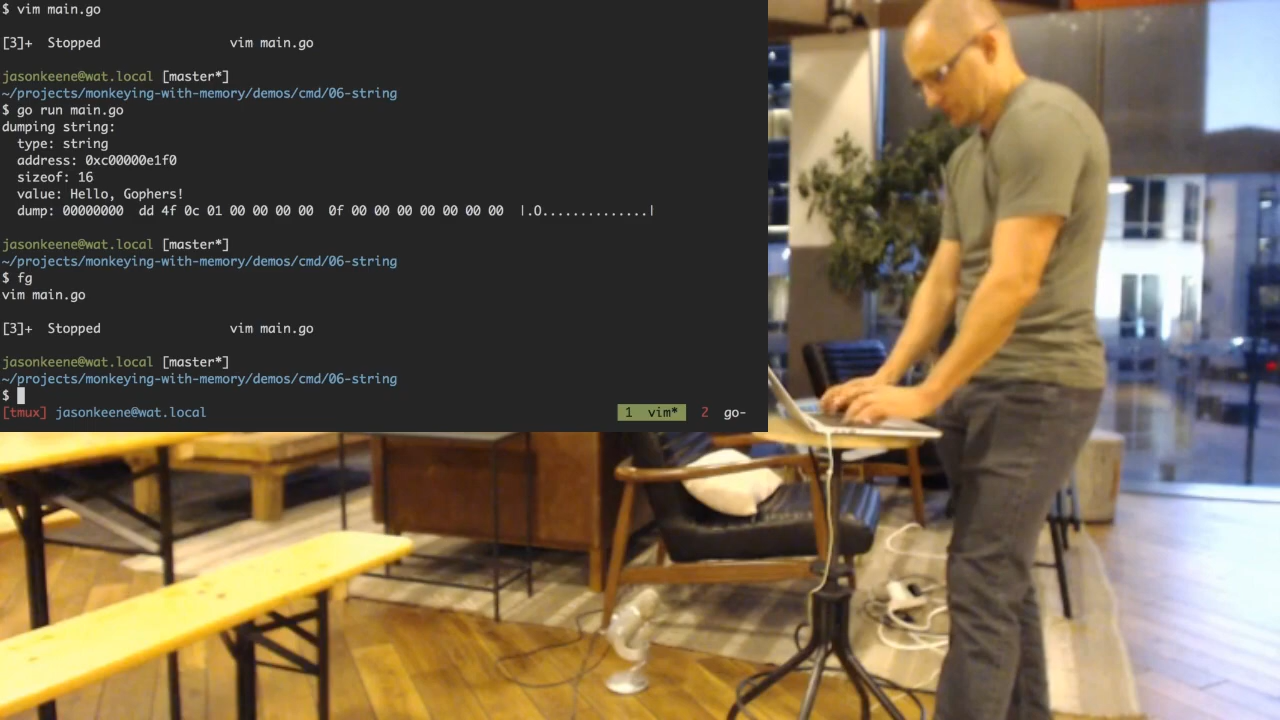 $ vim main.go
[3]+  Stopped                 vim main.go
jasonkeene@wat.local [master*]
~/projects/monkeying-with-memory/demos/cmd/06-string
$ go run main.go
dumping string:
  type: string
  address: 0xc00000e1f0
  sizeof: 16
  value: Hello, Gophers!
  dump: 00000000  dd 4f 0c 01 00 00 00 00  0f 00 00 00 00 00 00 00  |.O..............|
jasonkeene@wat.local [master*]
~/projects/monkeying-with-memory/demos/cmd/06-string
$ fg
vim main.go
[3]+  Stopped                 vim main.go
jasonkeene@wat.local [master*]
~/projects/monkeying-with-memory/demos/cmd/06-string
$
[tmux] jasonkeene@wat.local 1 vim* 2 go-